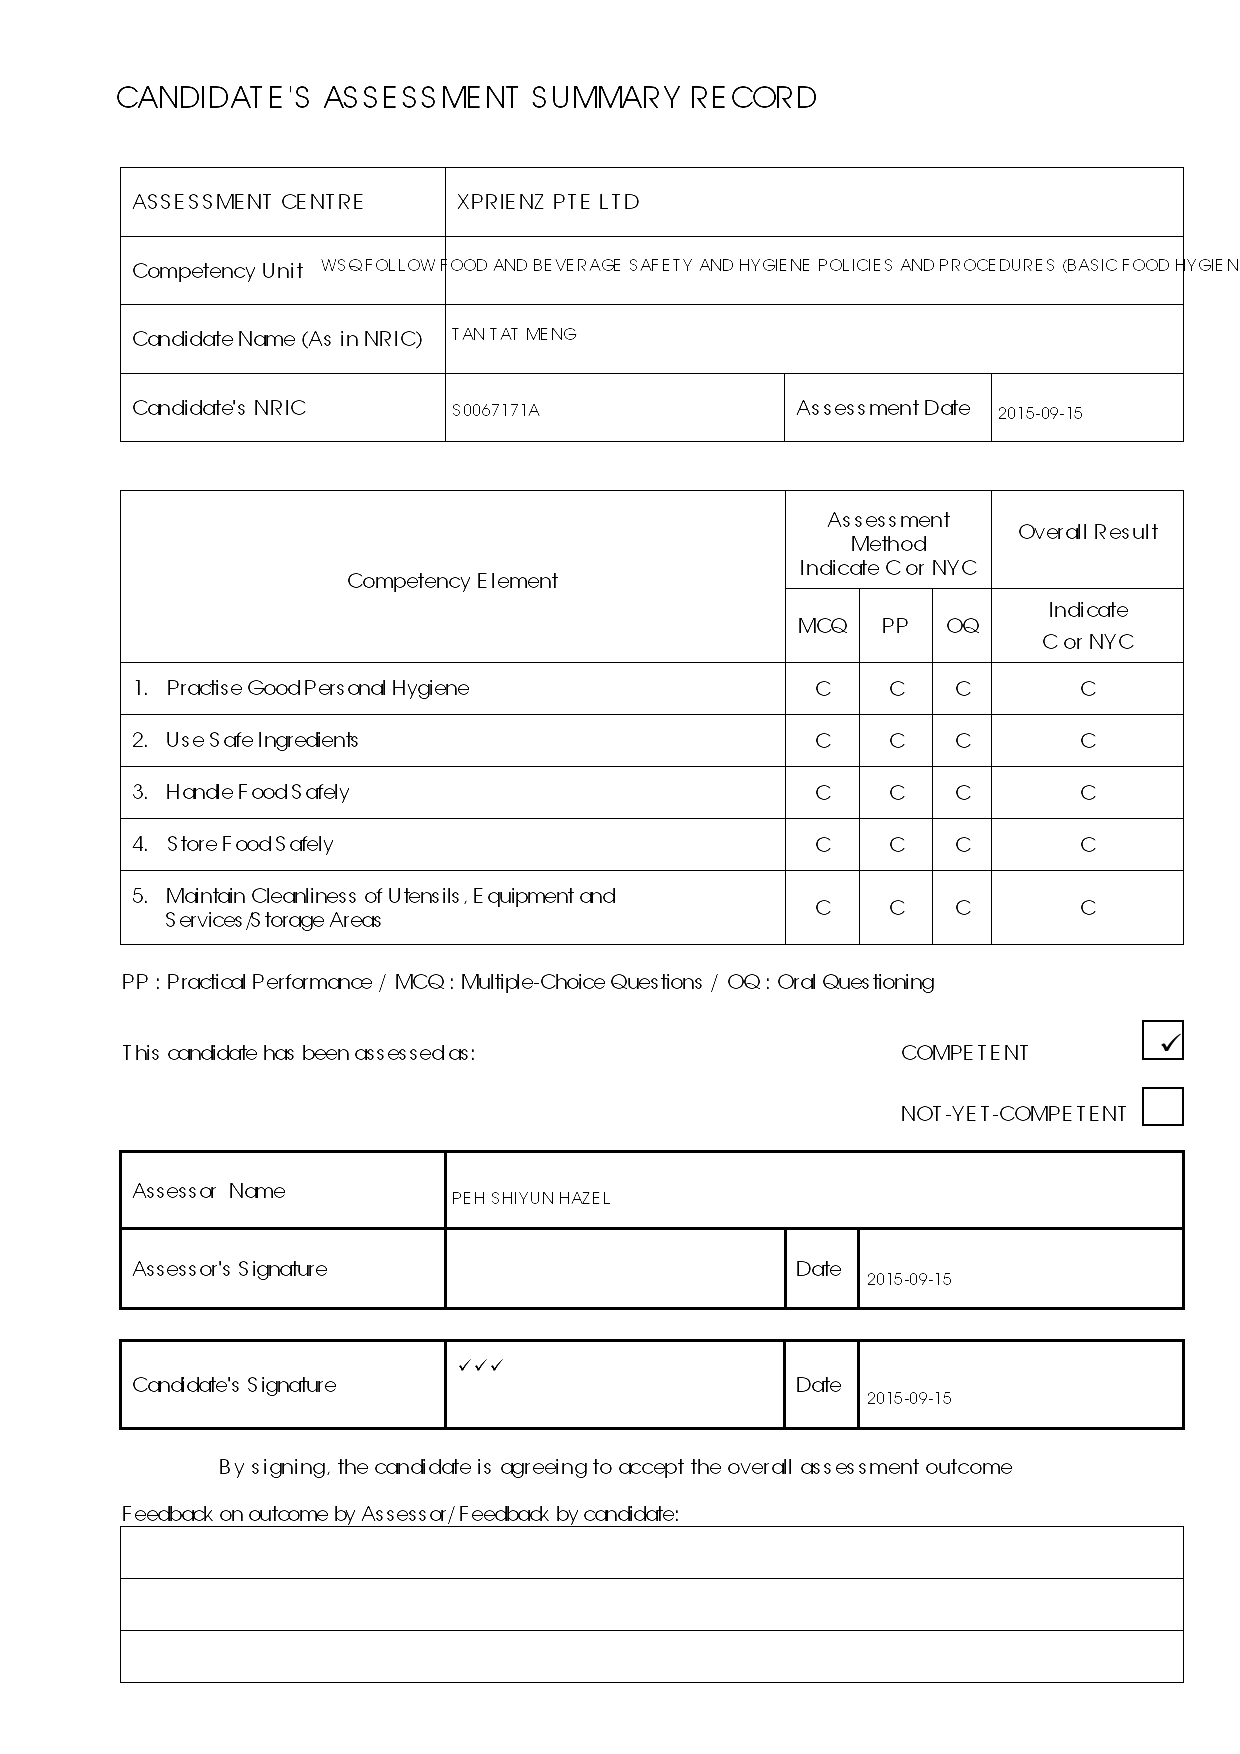 CANDIDATE'S ASSESSMENT SUMMARY RECORD
ASSESSMENT CENTRE XPRIENZ PTE LTD
Competency Unit WSQ FOLLOW FOOD AND BEVERAGE SAFETY AND HYGIENE POLICIES AND PROCEDURES (BASIC FOOD HYGIEN
Candidate Name (As in NRIC) TAN TAT MENG
Candidate's NRIC S0067171A Assessment Date 2015-09-15
Competency Element
Assessment
Method
Indicate C or NYC
Overall Result
MCQ PP OQ
Indicate
C or NYC
1. Practise Good Personal Hygiene C C C C
2. Use Safe Ingredients C C C C
3. Handle Food Safely C C C C
4. Store Food Safely C C C C
5. Maintain Cleanliness of Utensils, Equipment and
Services/Storage Areas C C C C
PP : Practical Performance / MCQ : Multiple-Choice Questions / OQ : Oral Questioning
This candidate has been assessed as: COMPETENT ✓
NOT-YET-COMPETENT
Assessor Name PEH SHIYUN HAZEL
Assessor's Signature Date 2015-09-15
Candidate's Signature ✓✓✓ Date 2015-09-15
By signing, the candidate is agreeing to accept the overall assessment outcome
Feedback on outcome by Assessor/ Feedback by candidate: